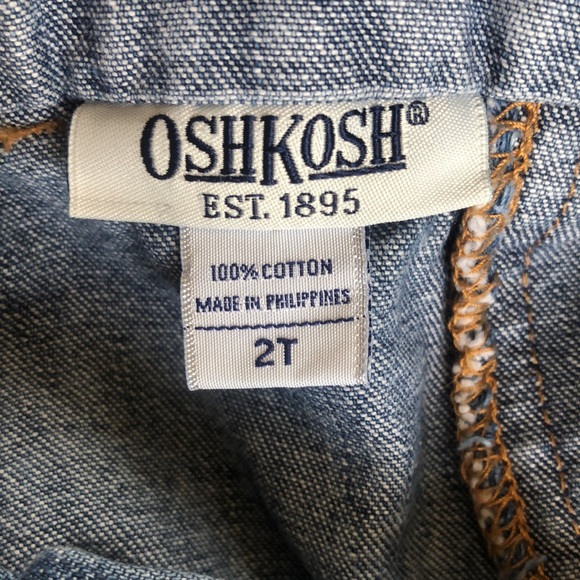 OSHKOSH®
EST. 1895
100% COTTON
MADE IN PHILIPPINES
2T